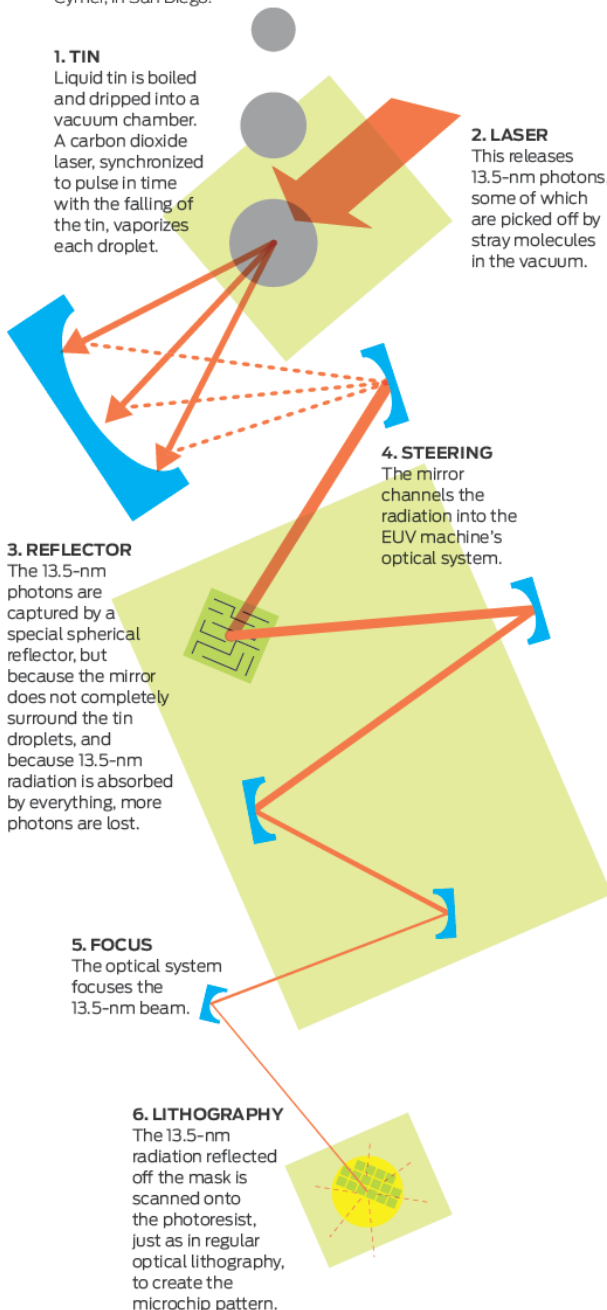 Cymer, in San Diego.
1. TIN
Liquid tin is boiled
and dripped into a
vacuum chamber.
A carbon dioxide
laser, synchronized
to pulse in time
with the falling of
the tin, vaporizes
each droplet.
2. LASER
This releases
13.5-nm photons
some of which
are picked off by
stray molecules
in the vacuum.
3. REFLECTOR
The 13.5-nm
photons are
captured by a
special spherical
reflector, but
because the mirror
does not completely
surround the tin
droplets, and
because 13.5-nm
radiation is absorbed
by everything, more
photons are lost.
4. STEERING
The mirror
channels the
radiation into the
EUV machine’s
optical system.
5. FOCUS
The optical system
focuses the
13.5-nm beam.
6. LITHOGRAPHY
The 13.5-nm
radiation reflected
off the mask is
scanned onto
the photoresist,
just as in regular
optical lithography,
to create the
microchip pattern.